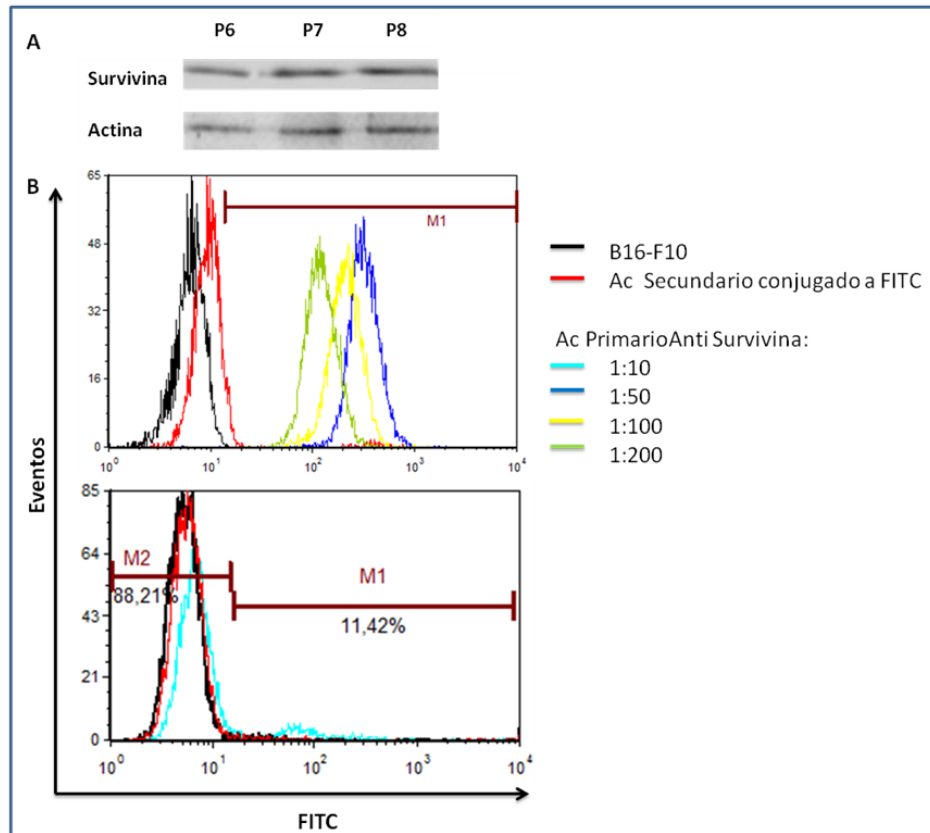 P6 P7 P8
A
Survivina
Actina
B
65
48
32
16
0
M1
10⁰ 10¹ 10² 10³ 10⁴
B16-F10
Ac Secundario conjugado a FITC
Ac PrimarioAnti Survivina:
1:10
1:50
1:100
1:200
Eventos
85
64
43
21
0
M2
88,21%
M1
11,42%
10⁰ 10¹ 10² 10³ 10⁴
FITC